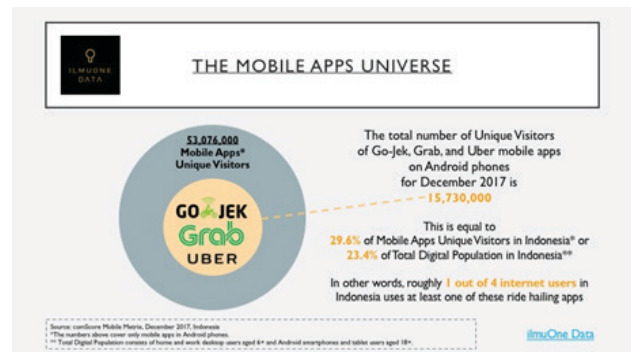 ILMUONE
DATA
THE MOBILE APPS UNIVERSE
53,076,000
Mobile Apps*
Unique Visitors
GO JEK
Grab
UBER
The total number of Unique Visitors
of Go-Jek, Grab, and Uber mobile apps
on Android phones
for December 2017 is
15,730,000
This is equal to
29.6% of Mobile Apps Unique Visitors in Indonesia* or
23.4% of Total Digital Population in Indonesia**
In other words, roughly 1 out of 4 internet users in
Indonesia uses at least one of these ride hailing apps
Source: comScore Mobile Metrix, December 2017, Indonesia
*The numbers above cover only mobile apps in Android phones.
** Total Digital Population consists of home and work desktop users aged 6+ and Android smartphones and tablet users aged 18+.
ilmuOne Data